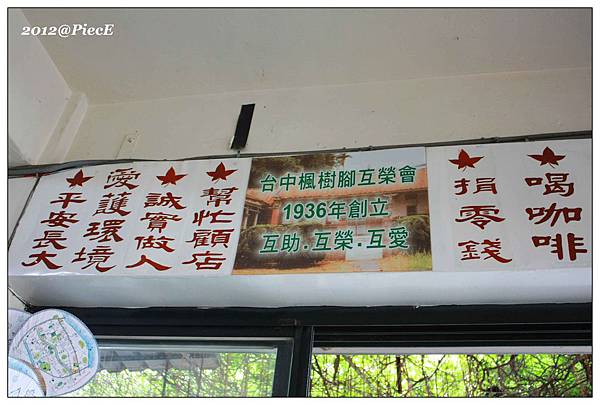 2012@PiecE
喝咖啡
捐零錢
台中楓樹腳互榮會
1936年創立
互助.互榮.互愛
幫忙顧店
誠實做人
愛護環境
平安長大